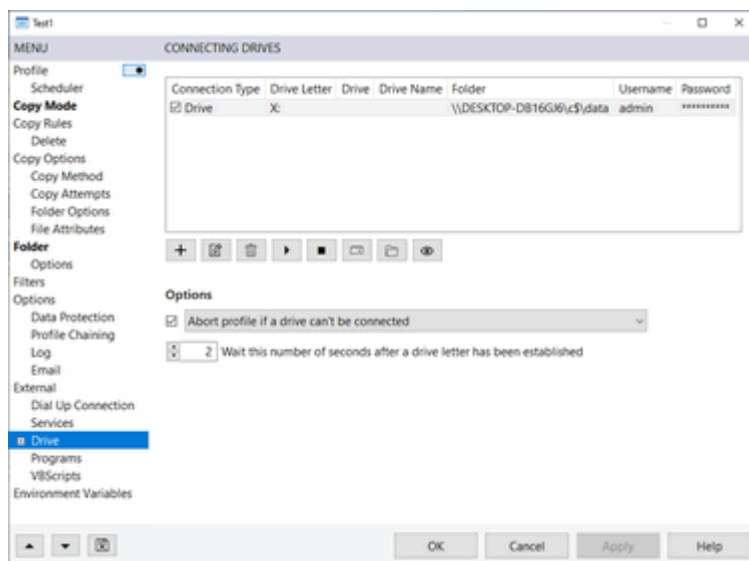 Test1
MENU
Profile
Scheduler
Copy Mode
Copy Rules
Delete
Copy Options
Copy Method
Copy Attempts
Folder Options
File Attributes
Folder
Options
Filters
Options
Data Protection
Profile Chaining
Log
Email
External
Dial Up Connection
Services
Drive
Programs
VBScripts
Environment Variables
CONNECTING DRIVES
Connection Type Drive Letter Drive Drive Name Folder Username Password
Drive X: \\DESKTOP-DB16GJ6\c$\data admin **********
Options
Abort profile if a drive can't be connected
2 Wait this number of seconds after a drive letter has been established
OK Cancel Apply Help